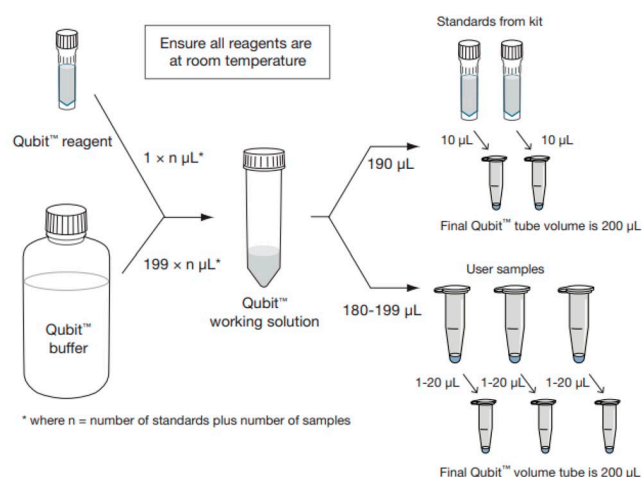 Ensure all reagents are
at room temperature
Qubit™ reagent
1 × n µL*
199 × n µL*
Qubit™
buffer
Qubit™
working solution
* where n = number of standards plus number of samples
190 µL
Standards from kit
10 µL
10 µL
Final Qubit™ tube volume is 200 µL
180-199 µL
User samples
1-20 µL
1-20 µL
1-20 µL
Final Qubit™ volume tube is 200 µL